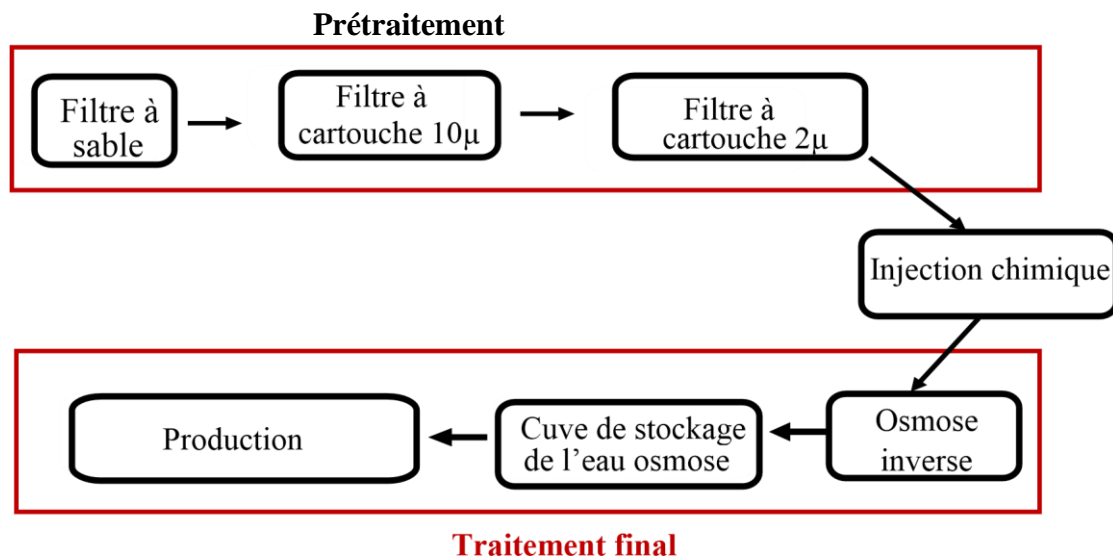 Prétraitement
Filtre à
sable
Filtre à
cartouche 10μ
Filtre à
cartouche 2μ
Injection chimique
Osmose
inverse
Cuve de stockage
de l'eau osmose
Production
Traitement final